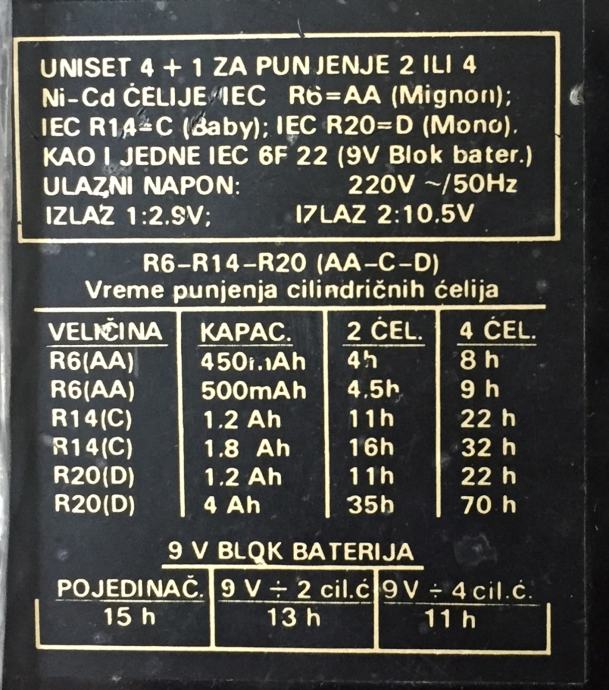 UNISET 4 + 1 ZA PUNJENJE 2 ILI 4
Ni-Cd ĆELIJE IEC R6=AA (Mignon);
IEC R14=C (Baby); IEC R20=D (Mono).
KAO I JEDNE IEC 6F 22 (9V Blok bater.)
ULAZNI NAPON: 220V ~/50Hz
IZLAZ 1:2.9V; IZLAZ 2:10.5V
R6-R14-R20 (AA-C-D)
Vreme punjenja cilindričnih ćelija
VELIČINA KAPAC. 2 ĆEL. 4 ĆEL.
R6(AA) 450mAh 4h 8 h
R6(AA) 500mAh 4.5h 9 h
R14(C) 1.2 Ah 11h 22 h
R14(C) 1.8 Ah 16h 32 h
R20(D) 1.2 Ah 11h 22 h
R20(D) 4 Ah 35h 70 h
9 V BLOK BATERIJA
POJEDINAČ. 9 V ÷ 2 cil.ć 9 V ÷ 4 cil.ć.
15 h 13 h 11 h